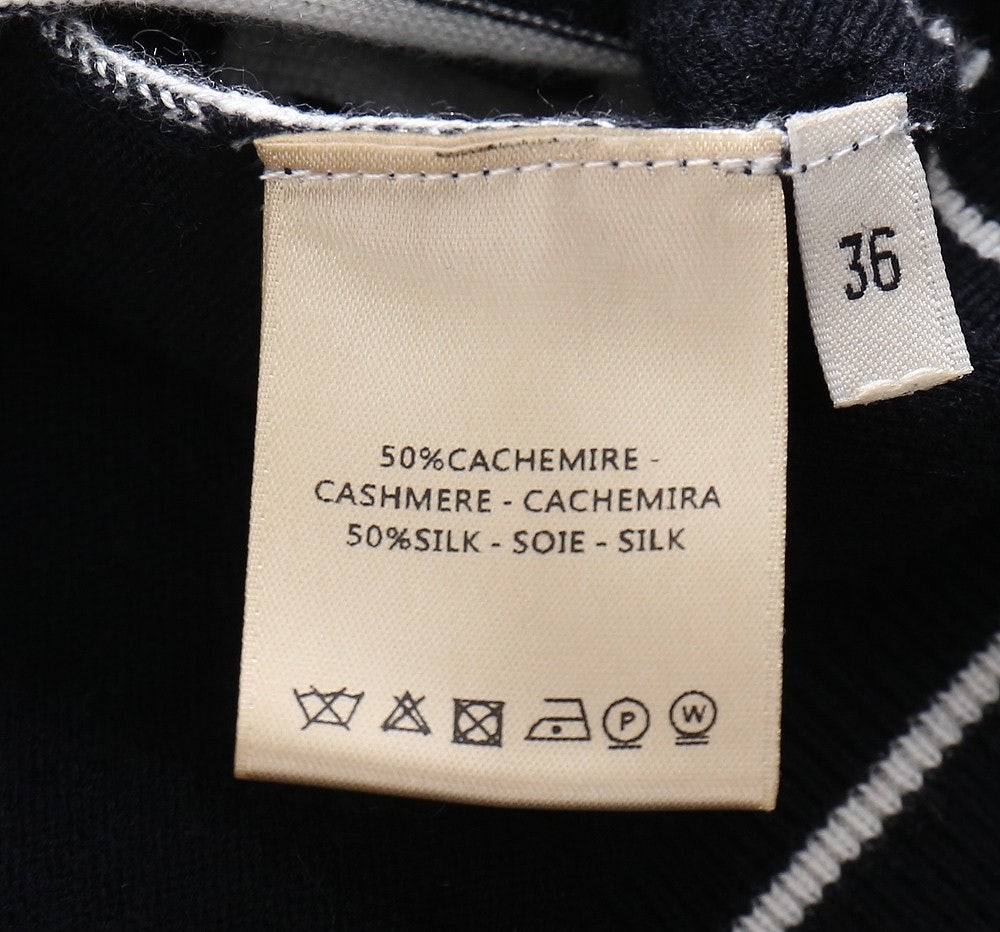 36
50%CACHEMIRE -
CASHMERE - CACHEMIRA
50%SILK - SOIE - SILK
P W